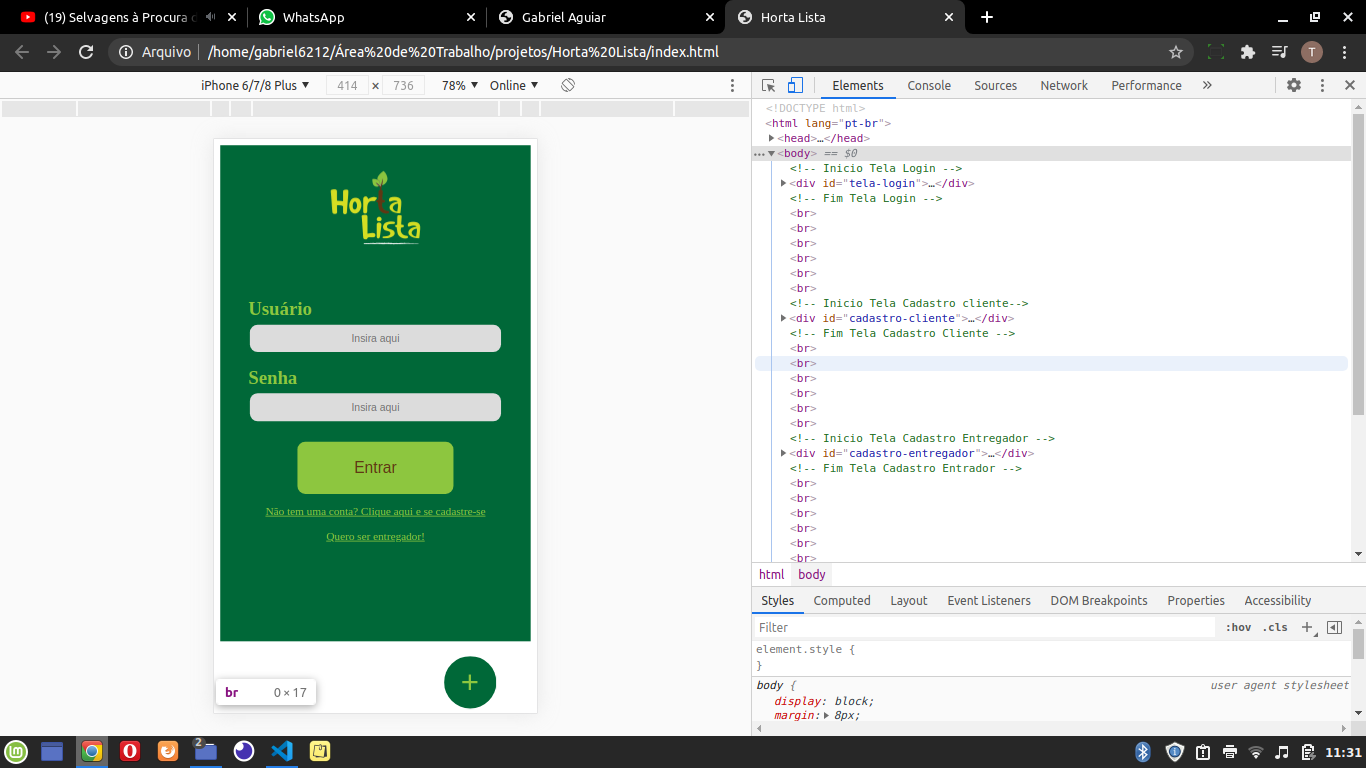 (19) Selvagens à Procura
WhatsApp
Gabriel Aguiar
Horta Lista
Arquivo
/home/gabriel6212/Área%20de%20Trabalho/projetos/Horta%20Lista/index.html
T
iPhone 6/7/8 Plus ▼ 414 × 736 78% ▼ Online ▼
Elements Console Sources Network Performance »
<!DOCTYPE html>
<html lang="pt-br">
▶<head>…</head>
…▼<body> == $0
<!-- Inicio Tela Login -->
▶<div id="tela-login">…</div>
<!-- Fim Tela Login -->
<br>
<br>
<br>
<br>
<br>
<br>
<!-- Inicio Tela Cadastro cliente-->
▶<div id="cadastro-cliente">…</div>
<!-- Fim Tela Cadastro Cliente -->
<br>
<br>
<br>
<br>
<br>
<br>
<!-- Inicio Tela Cadastro Entregador -->
▶<div id="cadastro-entregador">…</div>
<!-- Fim Tela Cadastro Entrador -->
<br>
<br>
<br>
<br>
<br>
<br>
html body
Styles Computed Layout Event Listeners DOM Breakpoints Properties Accessibility
Filter :hov .cls +
element.style {
}
body { user agent stylesheet
display: block;
margin:▶ 8px;
Horta
Lista
Usuário
Insira aqui
Senha
Insira aqui
Entrar
Não tem uma conta? Clique aqui e se cadastre-se
Quero ser entregador!
+
br 0 × 17
2
11:31